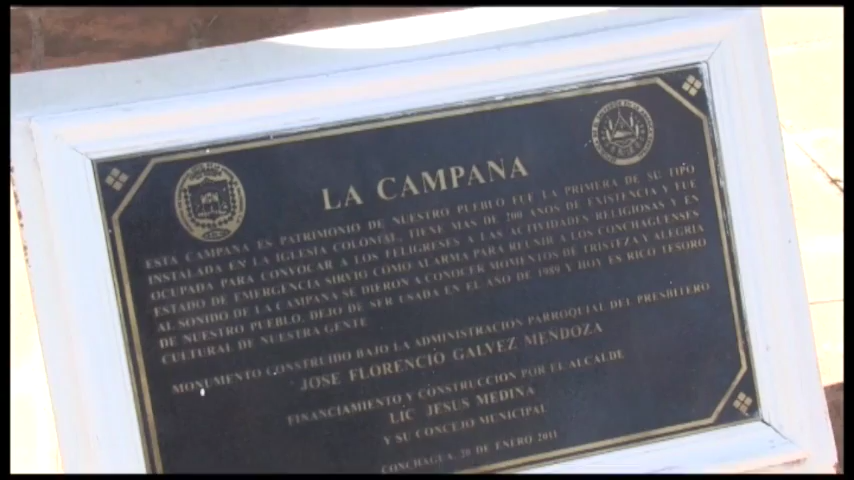 LA CAMPANA
ESTA CAMPANA ES PATRIMONIO DE NUESTRO PUEBLO FUE LA PRIMERA DE SU TIPO
INSTALADA EN LA IGLESIA COLONIAL, TIENE MAS DE 200 AÑOS DE EXISTENCIA Y FUE
OCUPADA PARA CONVOCAR A LOS FELIGRESES A LAS ACTIVIDADES RELIGIOSAS Y EN
ESTADO DE EMERGENCIA SIRVIO COMO ALARMA PARA REUNIR A LOS CONCHAGUENSES
AL SONIDO DE LA CAMPANA SE DIERON A CONOCER MOMENTOS DE TRISTEZA Y ALEGRIA
DE NUESTRO PUEBLO. DEJO DE SER USADA EN EL AÑO DE 1989 Y HOY ES RICO TESORO
CULTURAL DE NUESTRA GENTE
MONUMENTO CONSTRUIDO BAJO LA ADMINISTRACION PARROQUIAL DEL PRESBITERO
JOSE FLORENCIO GALVEZ MENDOZA
FINANCIAMIENTO Y CONSTRUCCION POR EL ALCALDE
LIC JESUS MEDINA
Y SU CONCEJO MUNICIPAL
CONCHAGUA, 20 DE ENERO 2011